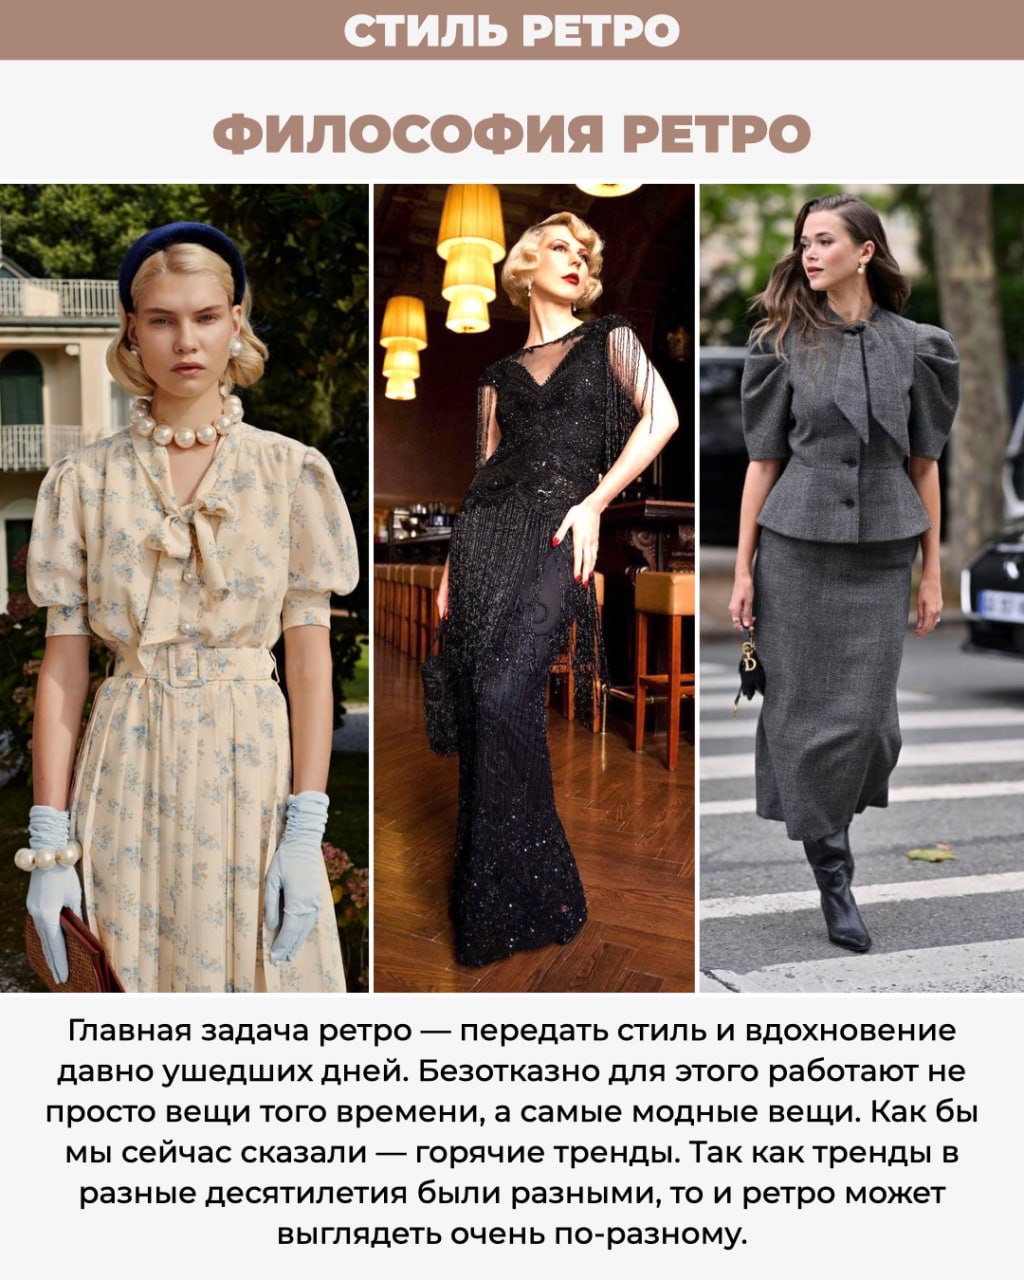 СТИЛЬ РЕТРО
ФИЛОСОФИЯ РЕТРО
D
Главная задача ретро — передать стиль и вдохновение
давно ушедших дней. Безотказно для этого работают не
просто вещи того времени, а самые модные вещи. Как бы
мы сейчас сказали — горячие тренды. Так как тренды в
разные десятилетия были разными, то и ретро может
выглядеть очень по-разному.